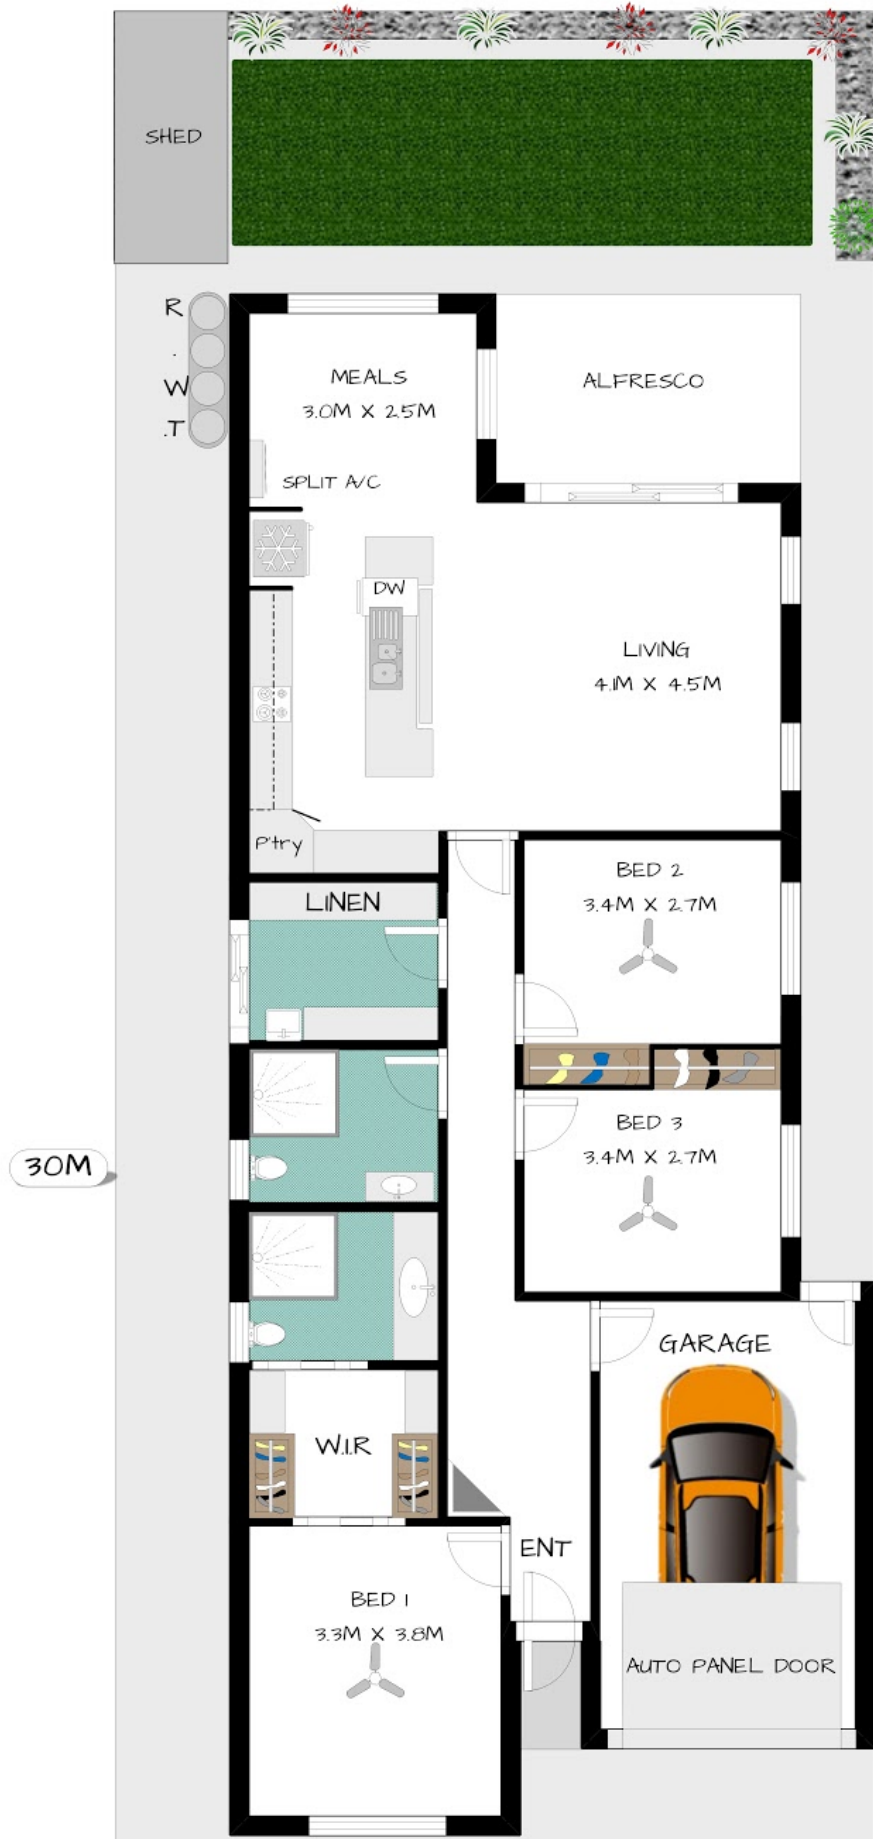 SHED
R
.
W
.T
MEALS
3.0M X 2.5M
ALFRESCO
SPLIT A/C
DW
LIVING
4.1M X 4.5M
P'try
BED 2
3.4M X 2.7M
LINEN
BED 3
3.4M X 2.7M
30M
GARAGE
W.I.R
ENT
BED 1
3.3M X 3.8M
AUTO PANEL DOOR